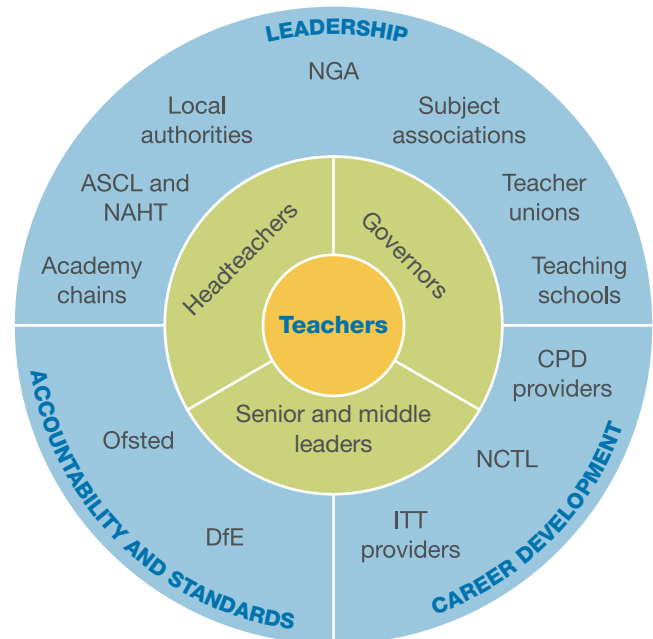 LEADERSHIP
NGA
Local
authorities
Subject
associations
ASCL and
NAHT
Teacher
unions
Academy
chains
Teaching
schools
Headteachers
Governors
Teachers
Senior and middle
leaders
ACCOUNTABILITY AND STANDARDS
Ofsted
DfE
CPD
providers
NCTL
ITT
providers
CAREER DEVELOPMENT